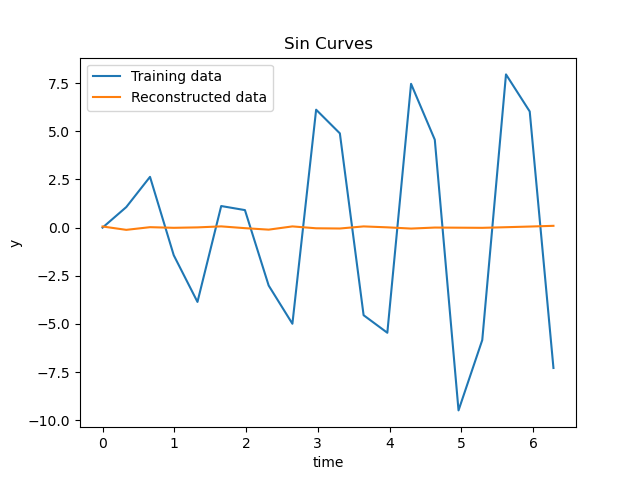 Sin Curves
Training data
Reconstructed data
7.5
5.0
2.5
0.0
−2.5
−5.0
−7.5
−10.0
y
0 1 2 3 4 5 6
time